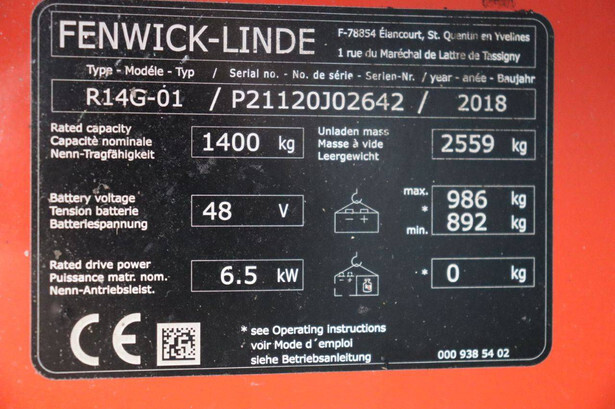 FENWICK-LINDE
F-78854 Élancourt, St. Quentin en Yvelines
1 rue du Maréchal de Lattre de Tassigny
Type - Modéle - Typ / Serial no. - No. de série - Serien-Nr. / year - anée - Baujahr
R14G-01 / P21120J02642 / 2018
Rated capacity
Capacité nominale
Nenn-Tragfähigkeit
1400 kg
Unladen mass
Masse à vide
Leergewicht
2559 kg
Battery voltage
Tension batterie
Batteriespannung
48 V
- +
max. 986 kg
*
min. 892 kg
Rated drive power
Puissance matr. nom.
Nenn-Antriebsleist.
6.5 kW
- +
* 0 kg
CE
* see Operating instructions
voir Mode d'emploi
siehe Betriebsanleitung
000 938 54 02